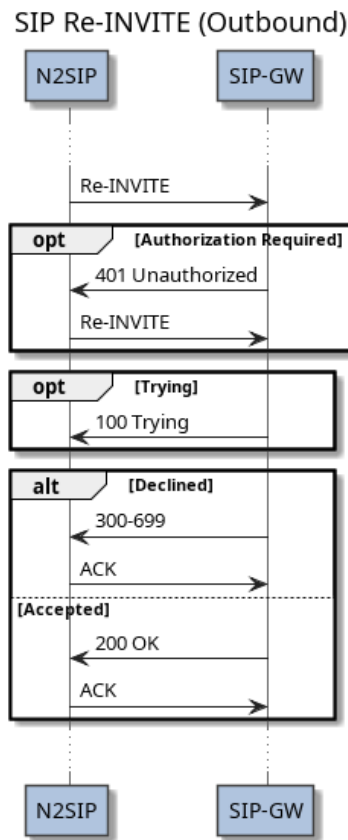 SIP Re-INVITE (Outbound)
N2SIP SIP-GW
Re-INVITE
opt [Authorization Required]
401 Unauthorized
Re-INVITE
opt [Trying]
100 Trying
alt [Declined]
300-699
ACK
[Accepted]
200 OK
ACK
N2SIP SIP-GW